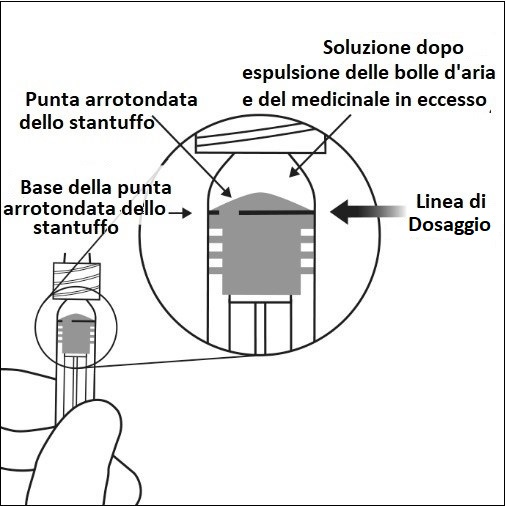 Soluzione dopo
espulsione delle bolle d'aria
e del medicinale in eccesso
Punta arrotondata
dello stantuffo
Base della punta
arrotondata dello
stantuffo
Linea di
Dosaggio